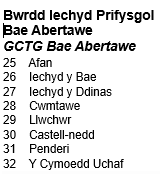 Bwrdd Iechyd Prifysgol
Bae Abertawe
GCTG Bae Abertawe
25 Afan
26 Iechyd y Bae
27 Iechyd y Ddinas
28 Cwmtawe
29 Llwchwr
30 Castell-nedd
31 Penderi
32 Y Cymoedd Uchaf